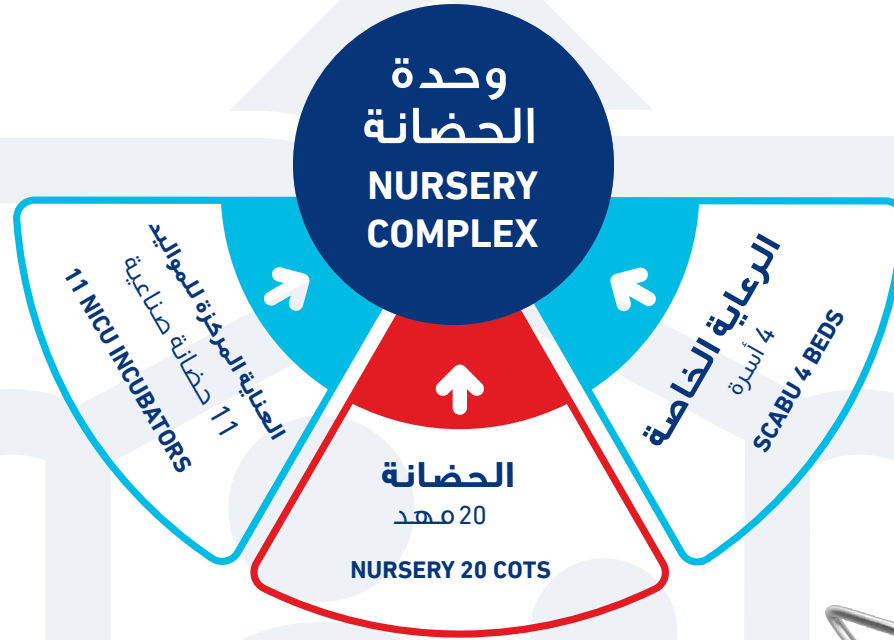 وحدة
الحضانة
NURSERY
COMPLEX
العناية المركزة للمواليد
11 حضانة صناعية
11 NICU INCUBATORS
الحضانة
20 مهد
NURSERY 20 COTS
الرعاية الخاصة
4 أسرة
SCABU 4 BEDS